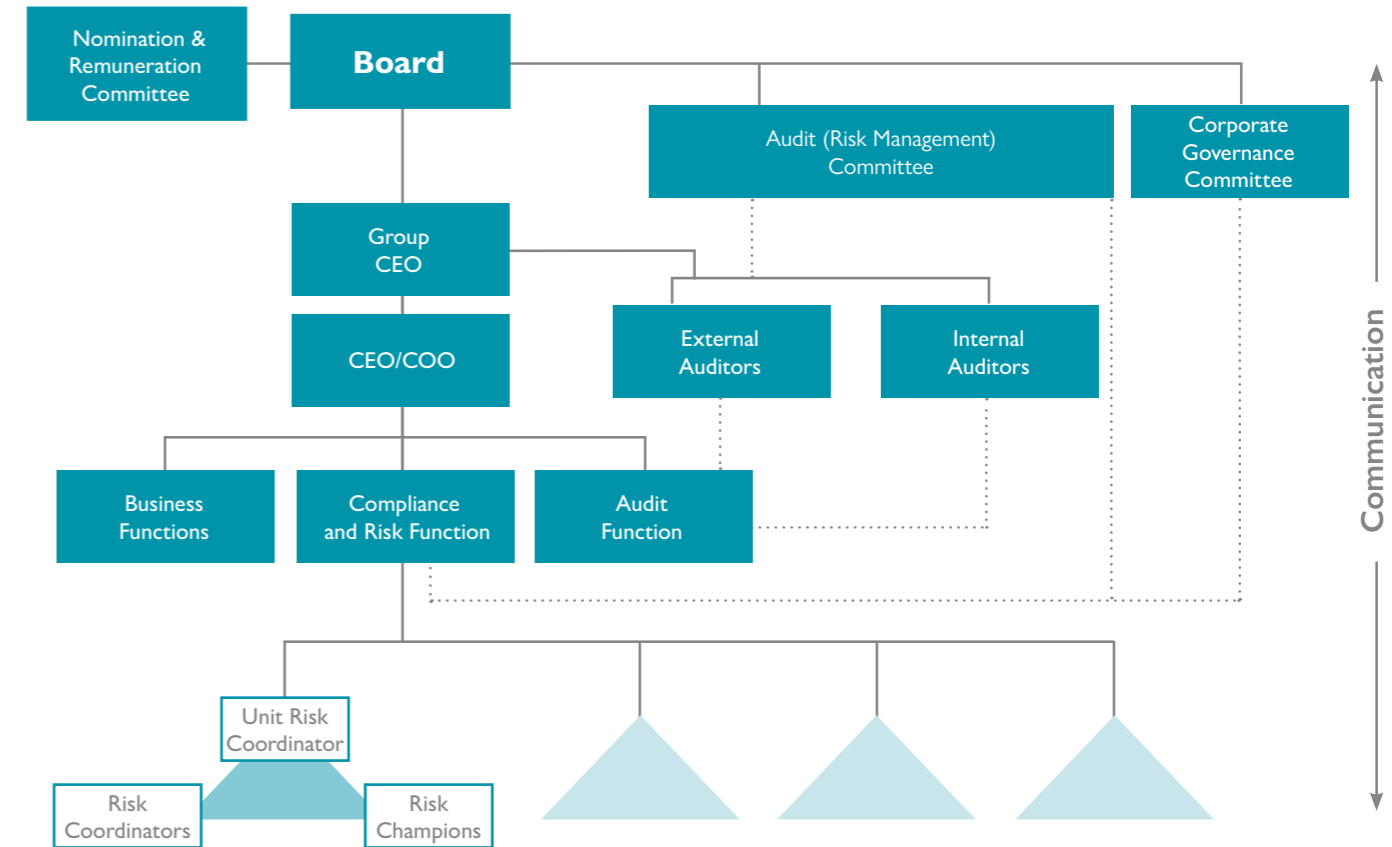 Nomination &
Remuneration
Committee
Board
Audit (Risk Management)
Committee
Corporate
Governance
Committee
Group
CEO
CEO/COO
External
Auditors
Internal
Auditors
Business
Functions
Compliance
and Risk Function
Audit
Function
Unit Risk
Coordinator
Risk
Coordinators
Risk
Champions
Communication